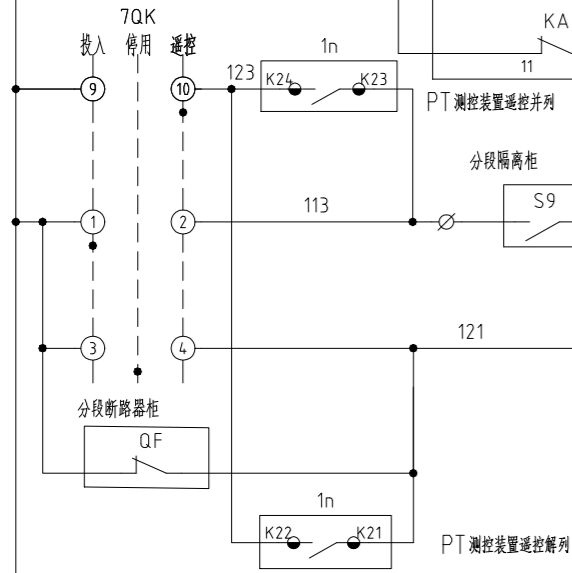 7QK
投入 停用 遥控
KA
11
1n
9
10
123
K24
K23
PT测控装置遥控并列
分段隔离柜
S9
1
2
113
3
4
121
分段断路器柜
QF
1n
K22
K21
PT测控装置遥控解列